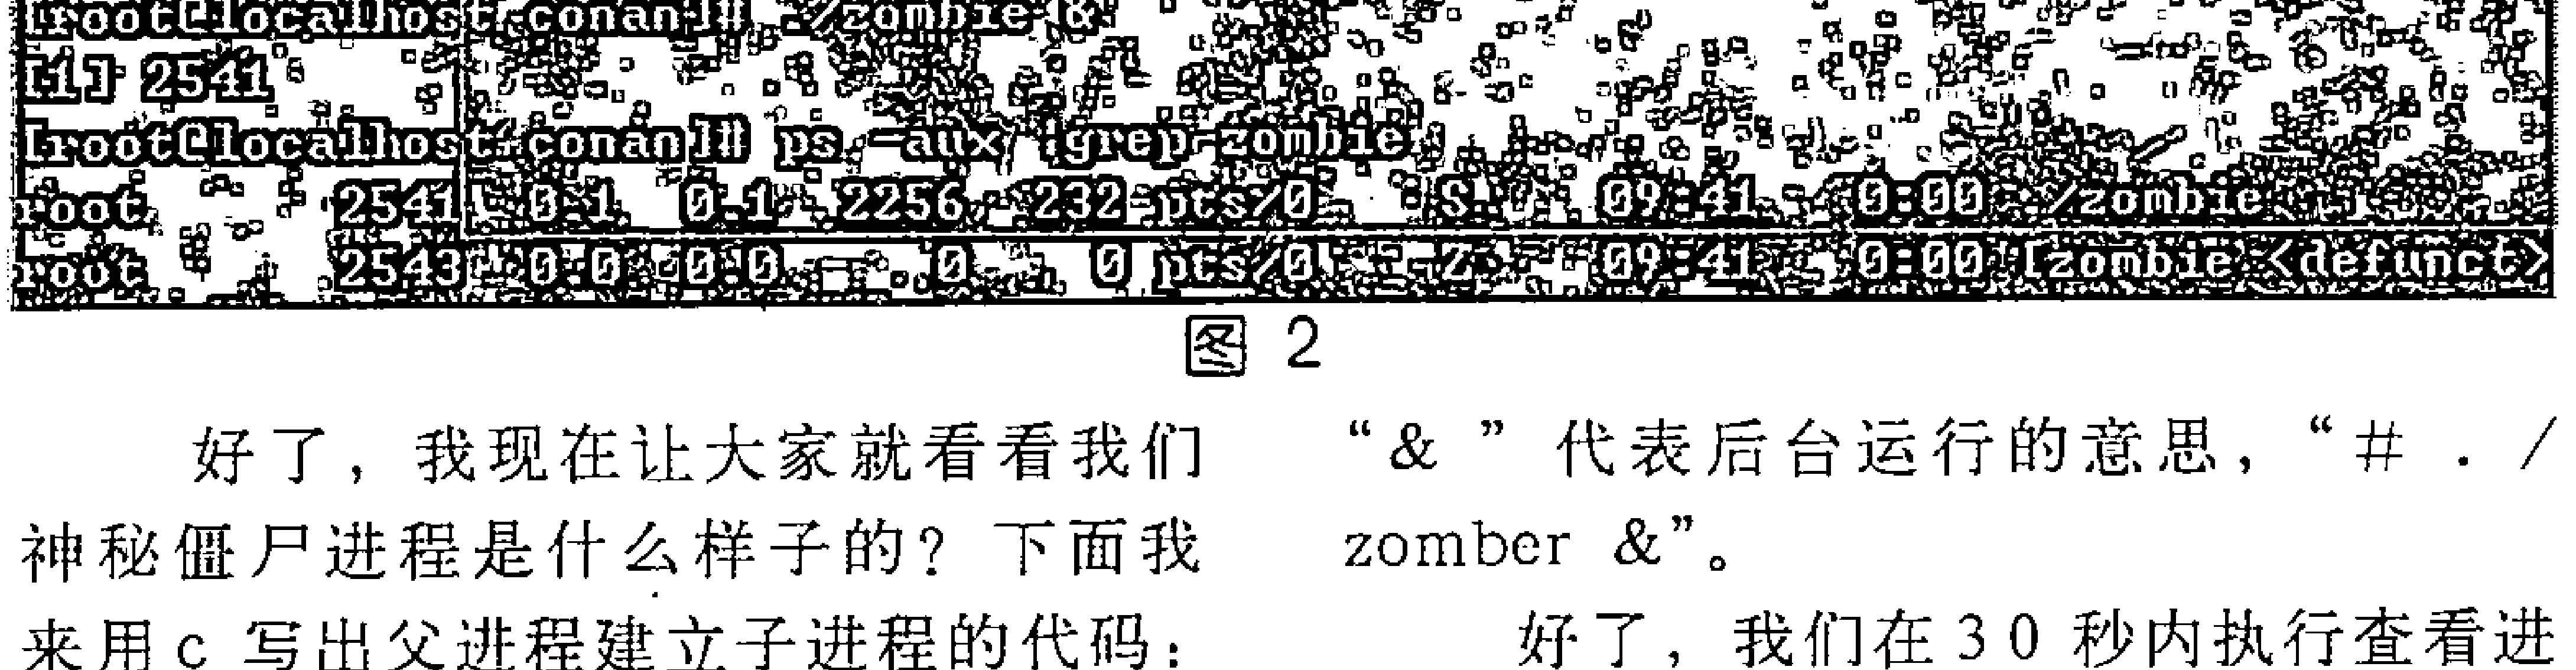 [root@localhost conan]# ./zombie &
[1] 2541
[root@localhost conan]# ps -aux |grep zombie
root 2541 0.1 0.1 2256 232 pts/0 S 09:41 0:00 ./zombie
root 2543 0.0 0.0 0 0 pts/0 Z 09:41 0:00 [zombie <defunct>
图 2
好了，我现在让大家就看看我们
神秘僵尸进程是什么样子的？下面我
来用c 写出父进程建立子进程的代码：
“& ”代表后台运行的意思，“# . /
zomber &”。
好了，我们在30 秒内执行查看进